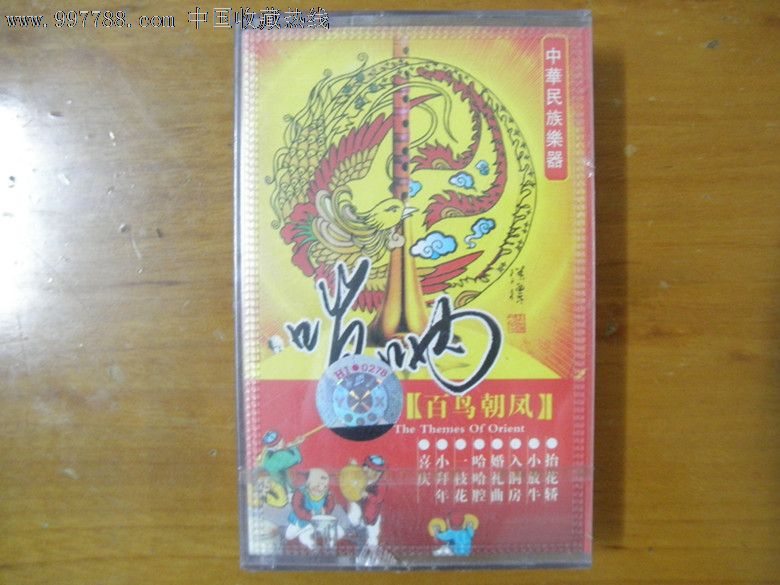 www.997788.com 中国收藏热线
中華民族樂器
唢呐
H1●0278
Y X
【百鸟朝凤】
The Themes Of Orient
抬花轿
小放牛
入洞房
婚礼曲
哈哈腔
一枝花
小拜年
喜庆